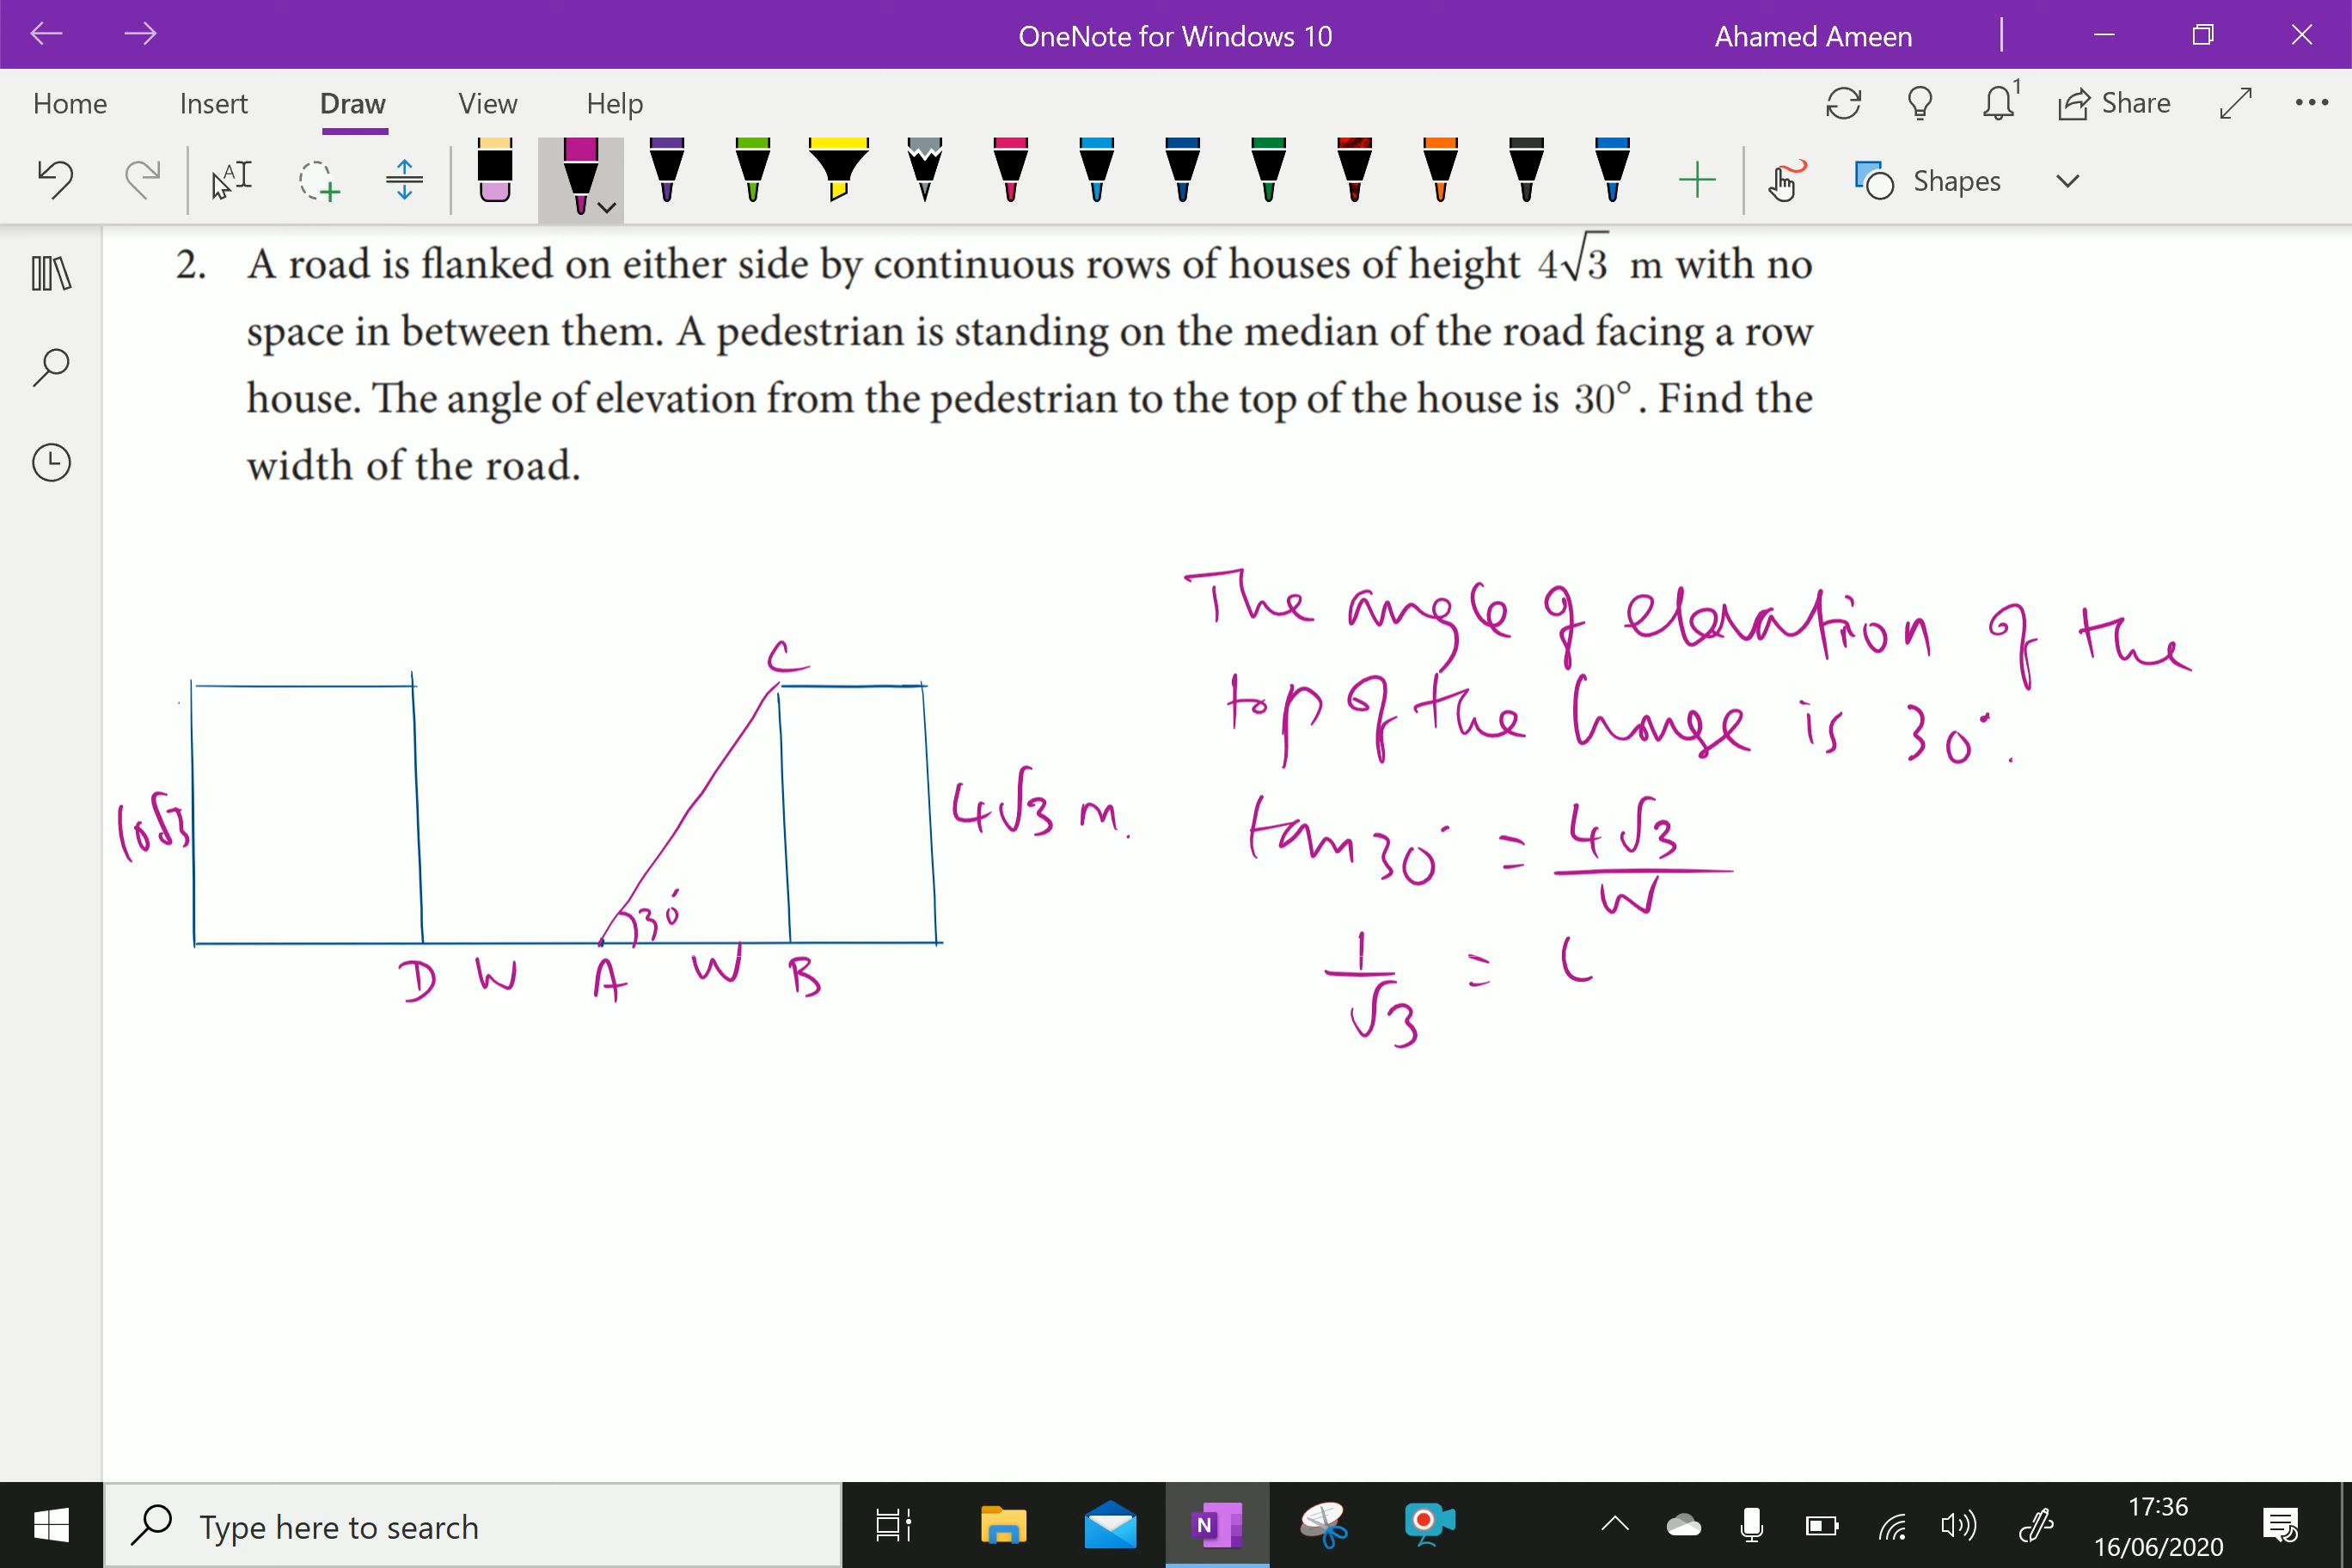 OneNote for Windows 10
Ahamed Ameen
Home Insert Draw View Help
1 Share
Shapes
2. A road is flanked on either side by continuous rows of houses of height 4√3 m with no
space in between them. A pedestrian is standing on the median of the road facing a row
house. The angle of elevation from the pedestrian to the top of the house is 30°. Find the
width of the road.
The angle of elevation of the
top of the house is 30°.
C
4√3 m.
tan30° = 4√3/W
30°
D W A W B
1/√3 =
N
Type here to search
17:36
16/06/2020